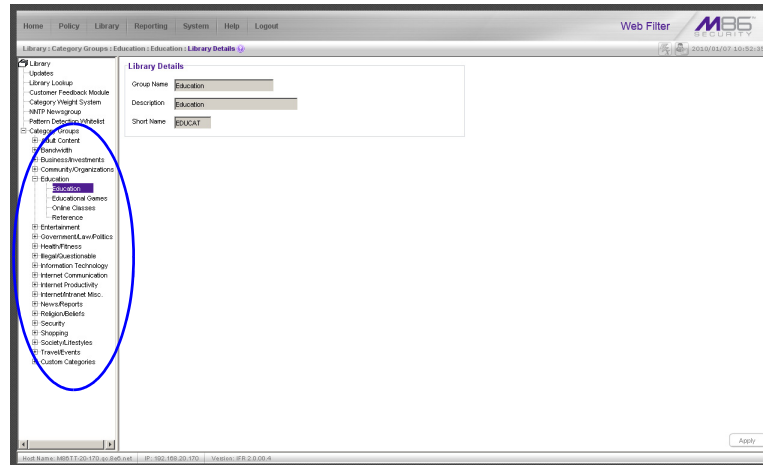 Home Policy Library Reporting System Help Logout
Web Filter
M86
SECURITY
Library : Category Groups : Education : Education : Library Details
2010/01/07 10:52:35
Library
Updates
Library Lookup
Customer Feedback Module
Category Weight System
NNTP Newsgroup
Pattern Detection Whitelist
Category Groups
Adult Content
Bandwidth
Business/Investments
Community/Organizations
Education
Education
Educational Games
Online Classes
Reference
Entertainment
Government/Law/Politics
Health/Fitness
Illegal/Questionable
Information Technology
Internet Communication
Internet Productivity
Internet/Intranet Misc.
News/Reports
Religion/Beliefs
Security
Shopping
Society/Lifestyles
Travel/Events
Custom Categories
Library Details
Group Name Education
Description Education
Short Name EDUCAT
Apply
Host Name: M86TT-20-170.qc.8e6.net IP: 192.168.20.170 Version: IFR 2.0.00.4